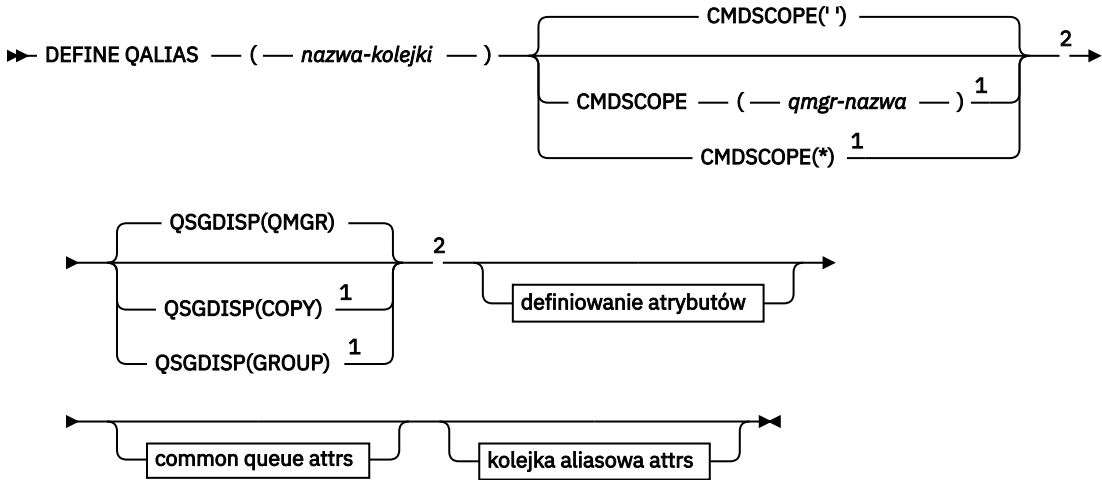 CMDSCOPE(' ')
DEFINE QALIAS ( nazwa-kolejki ) 2
CMDSCOPE ( qmgr-nazwa ) 1
CMDSCOPE(*) 1
QSGDISP(QMGR) 2
QSGDISP(COPY) 1
definiowanie atrybutów
QSGDISP(GROUP) 1
common queue attrs
kolejka aliasowa attrs